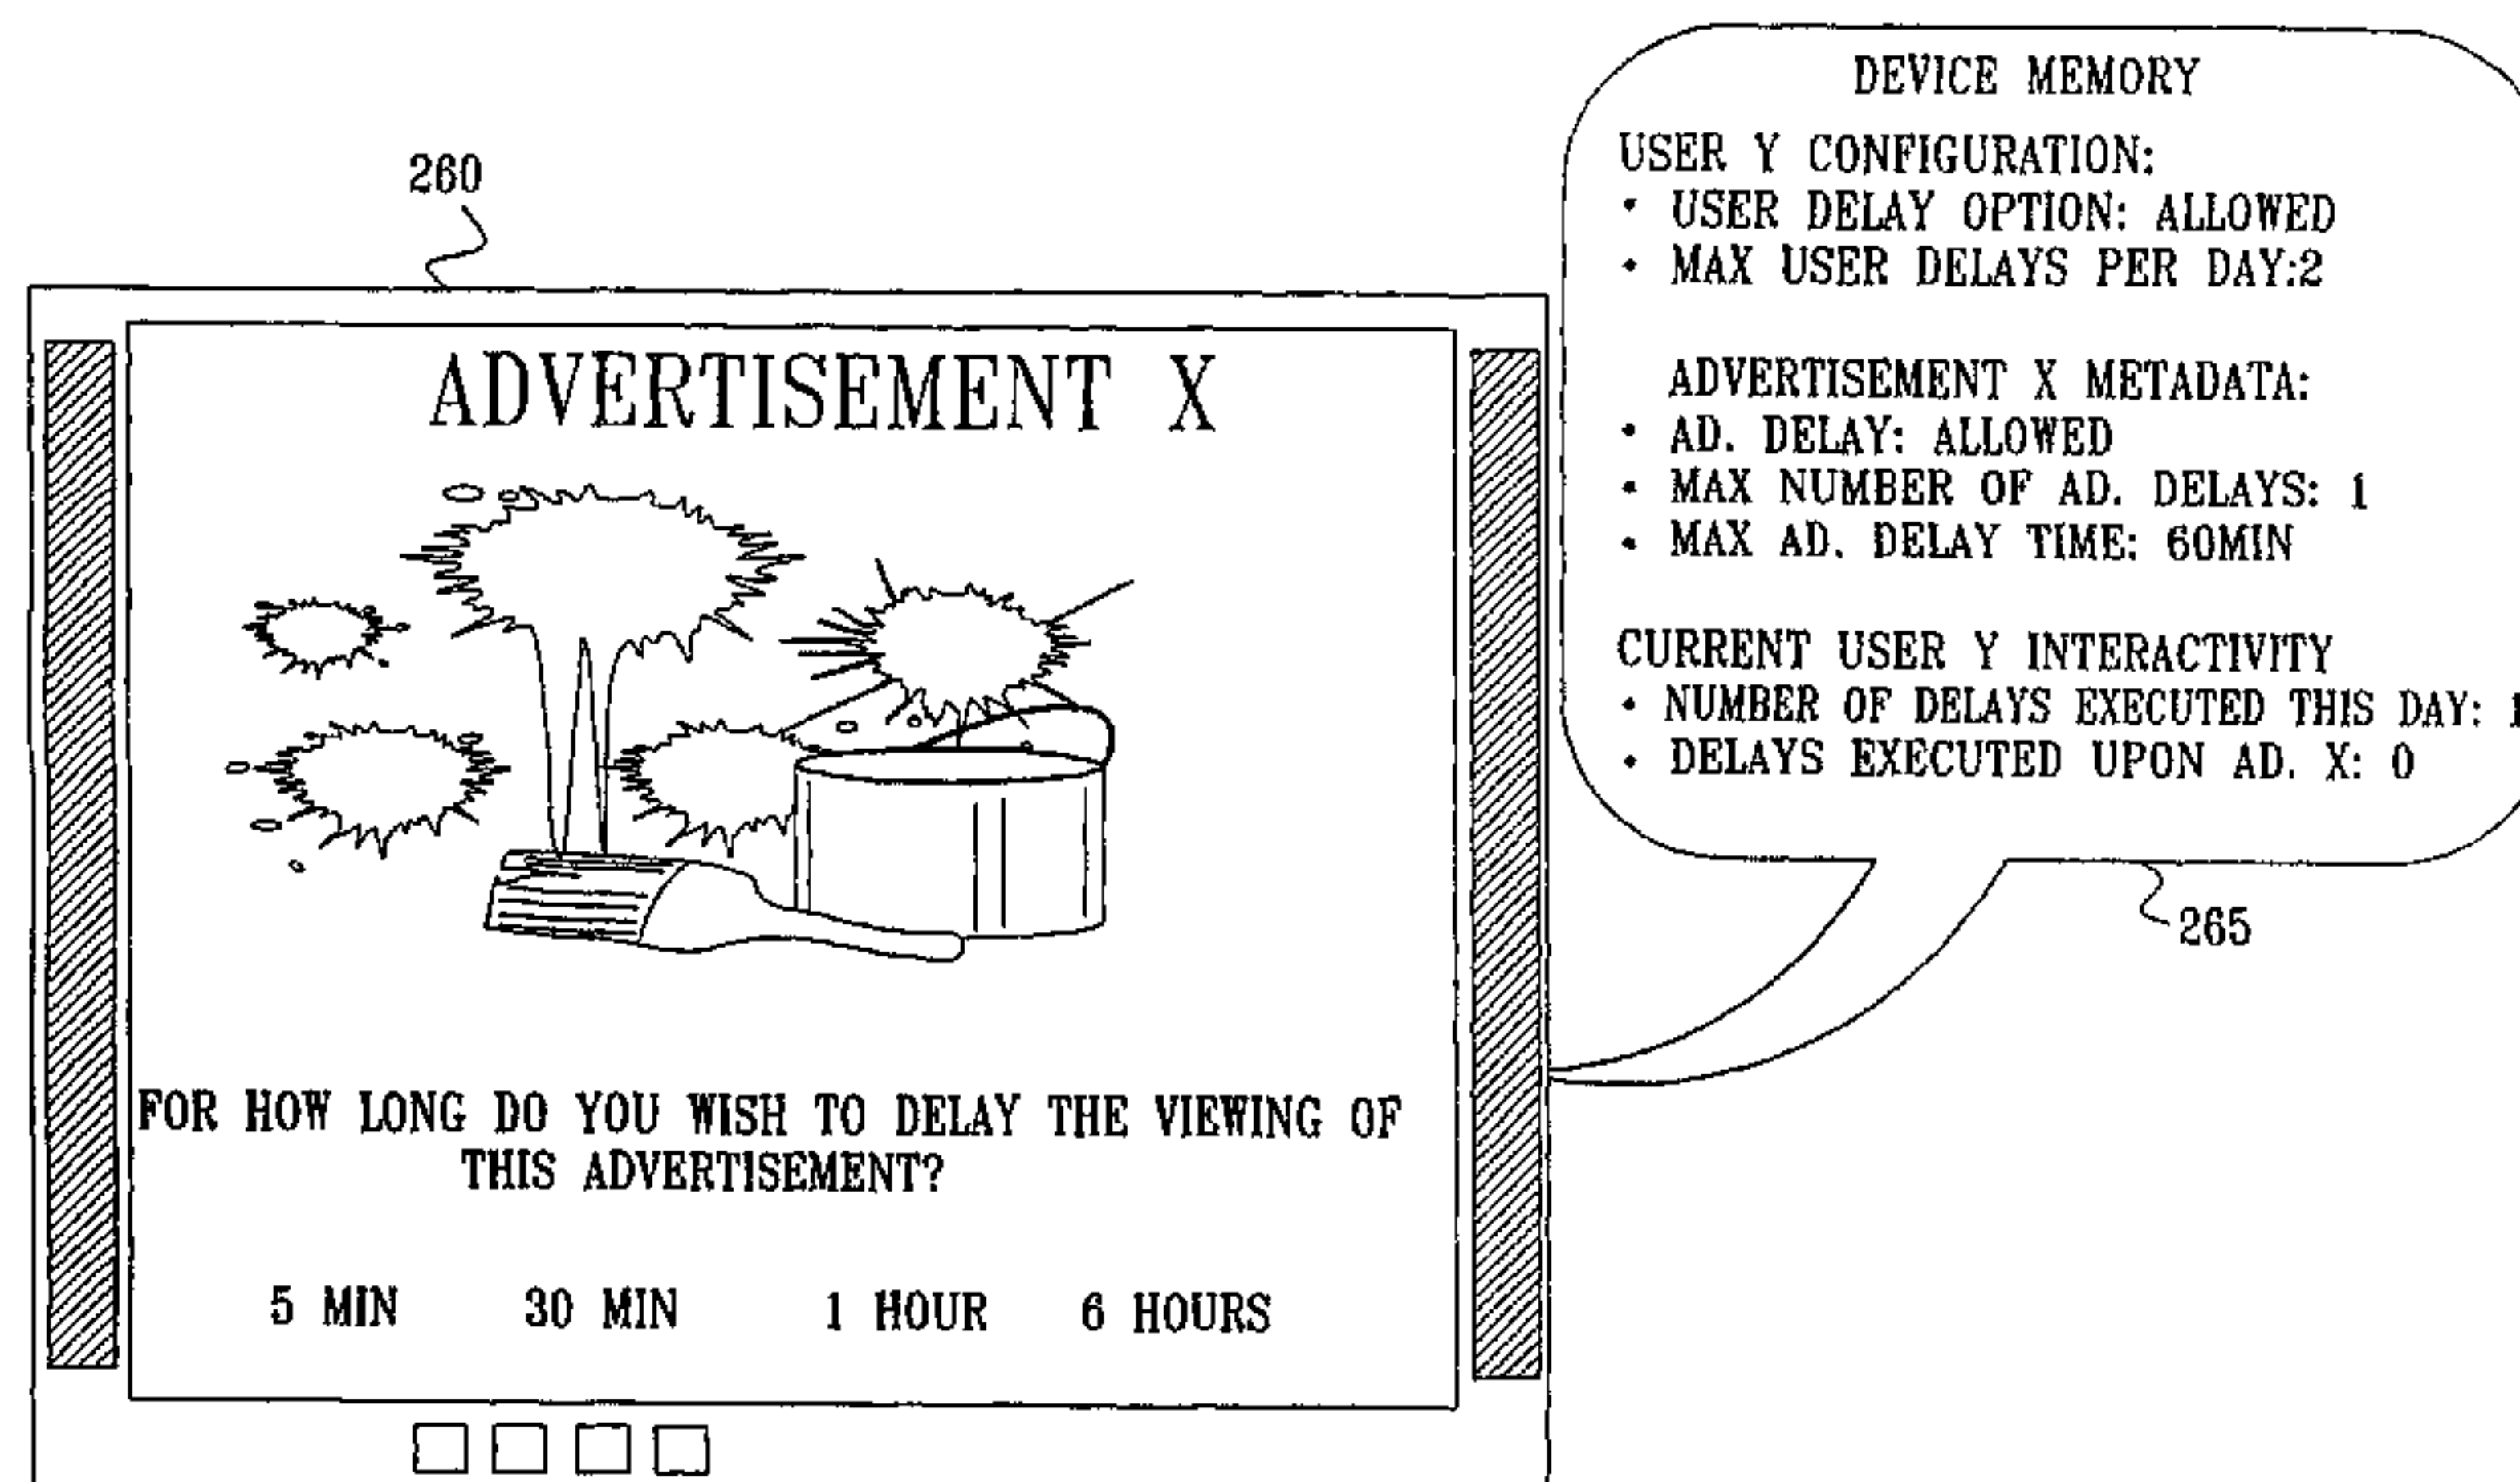 DEVICE MEMORY
USER Y CONFIGURATION:
• USER DELAY OPTION: ALLOWED
• MAX USER DELAYS PER DAY:2
ADVERTISEMENT X METADATA:
• AD. DELAY: ALLOWED
• MAX NUMBER OF AD. DELAYS: 1
• MAX AD. DELAY TIME: 60MIN
CURRENT USER Y INTERACTIVITY
• NUMBER OF DELAYS EXECUTED THIS DAY:
• DELAYS EXECUTED UPON AD. X: 0
265
260
ADVERTISEMENT X
FOR HOW LONG DO YOU WISH TO DELAY THE VIEWING OF
THIS ADVERTISEMENT?
5 MIN 30 MIN 1 HOUR 6 HOURS